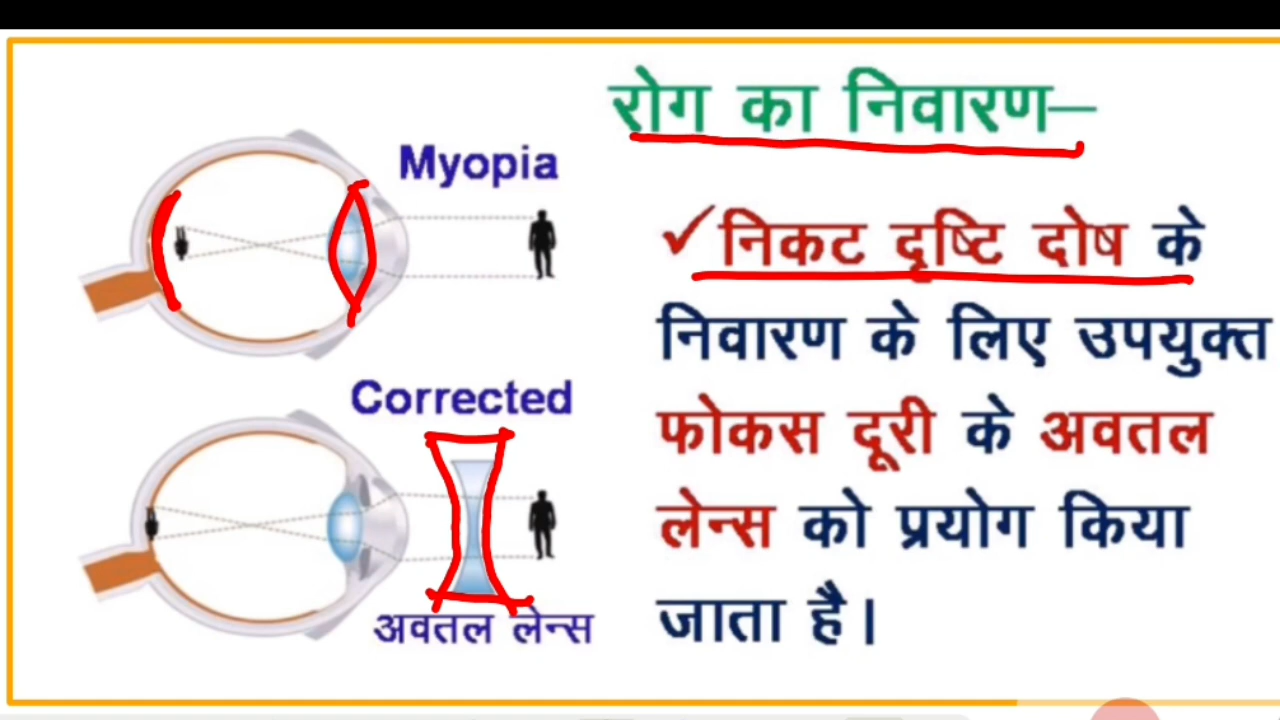 रोग का निवारण–
Myopia
✓निकट दृष्टि दोष के
निवारण के लिए उपयुक्त
फोकस दूरी के अवतल
लेन्स को प्रयोग किया
जाता है।
Corrected
अवतल लेन्स